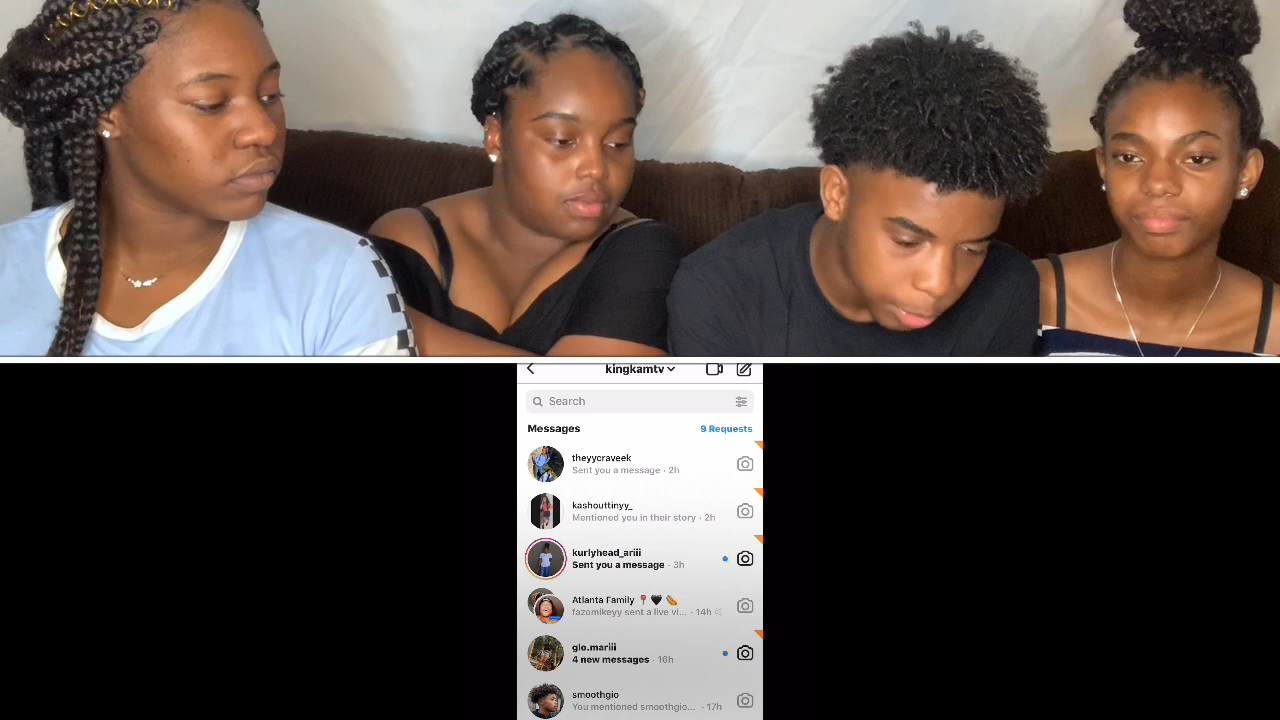 kingkamtv
Search
Messages 9 Requests
theyycraveek
Sent you a message · 2h
kashouttinyy_
Mentioned you in their story · 2h
kurlyhead_ariii
Sent you a message · 3h
Atlanta Family 📍 🖤 🌭
fazomikeyy sent a live vi... · 14h
glo.mariii
4 new messages · 16h
smoothgio
You mentioned smoothgio... · 17h